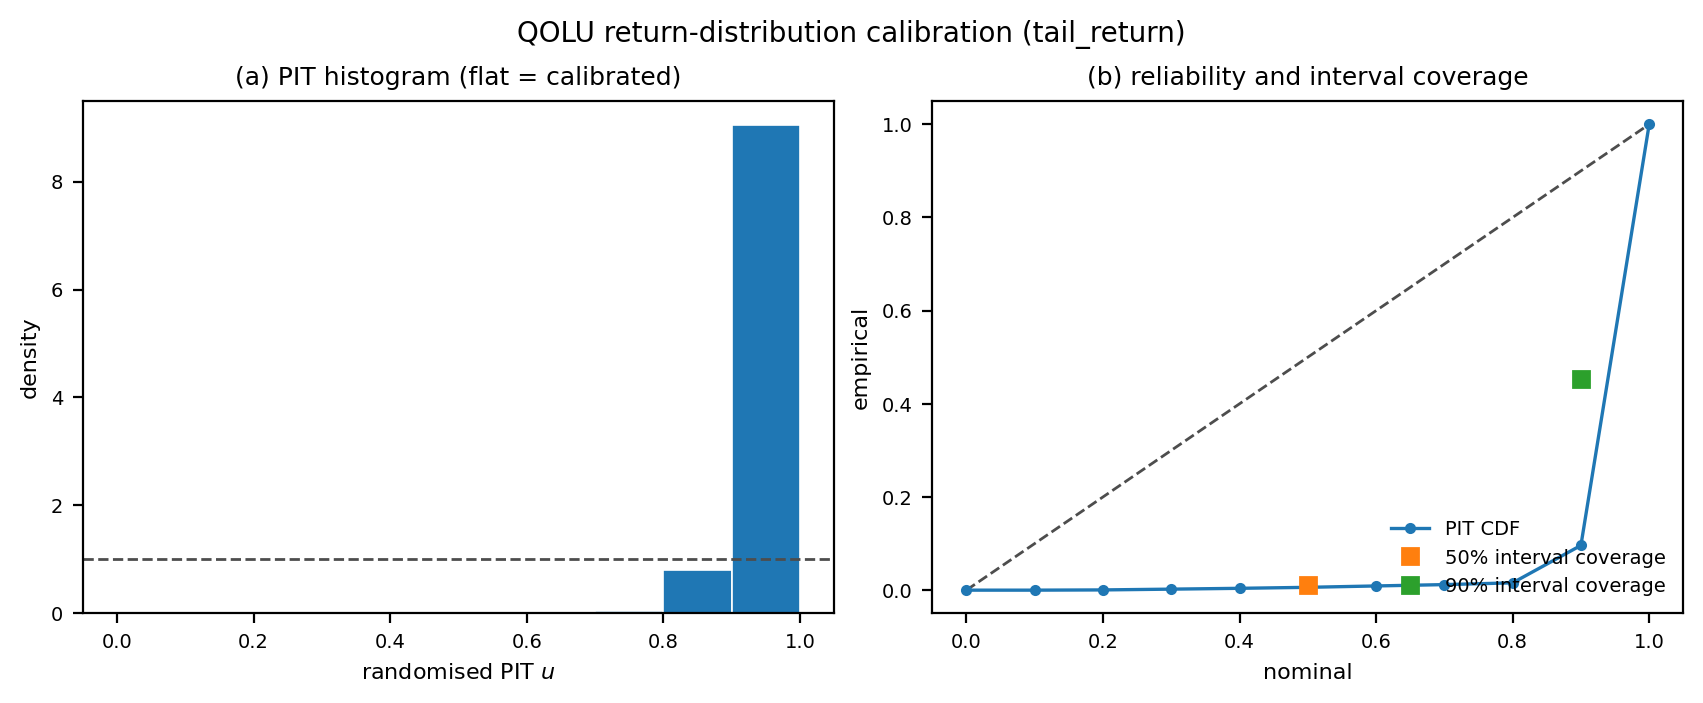 QOLU return-distribution calibration (tail_return)
(a) PIT histogram (flat = calibrated)
8
6
4
2
0
density
0.0 0.2 0.4 0.6 0.8 1.0
randomised PIT u
(b) reliability and interval coverage
1.0
0.8
0.6
0.4
0.2
0.0
empirical
PIT CDF
50% interval coverage
90% interval coverage
0.0 0.2 0.4 0.6 0.8 1.0
nominal